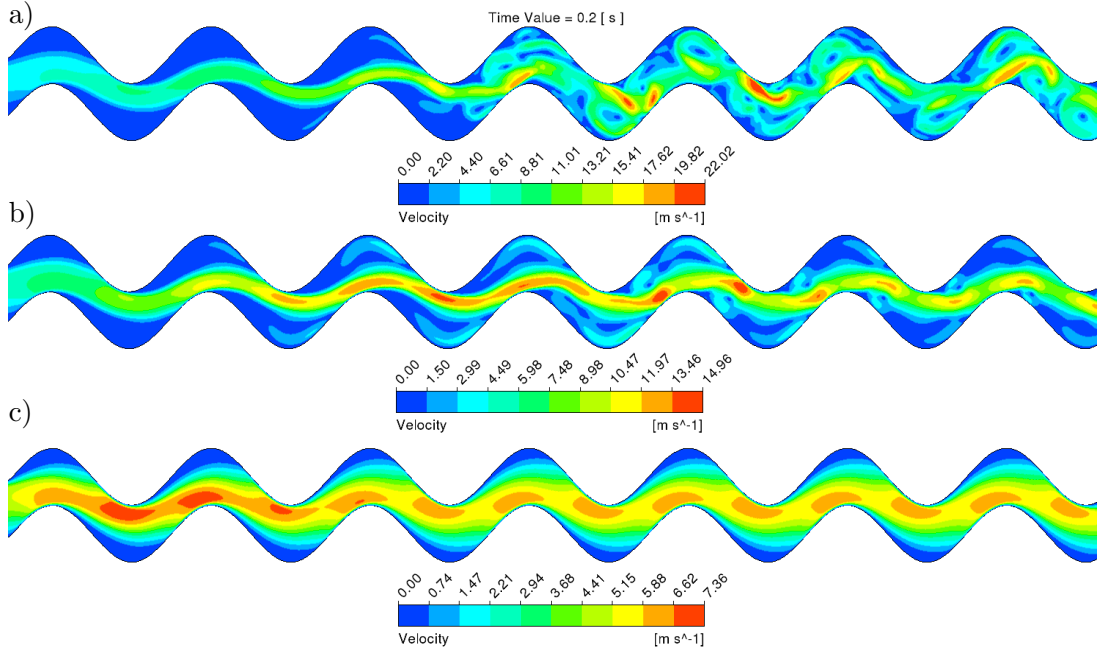 a)
Time Value = 0.2 [ s ]
0.00 2.20 4.40 6.61 8.81 11.01 13.21 15.41 17.62 19.82 22.02
Velocity [m s^-1]
b)
0.00 1.50 2.99 4.49 5.98 7.48 8.98 10.47 11.97 13.46 14.96
Velocity [m s^-1]
c)
0.00 0.74 1.47 2.21 2.94 3.68 4.41 5.15 5.88 6.62 7.36
Velocity [m s^-1]